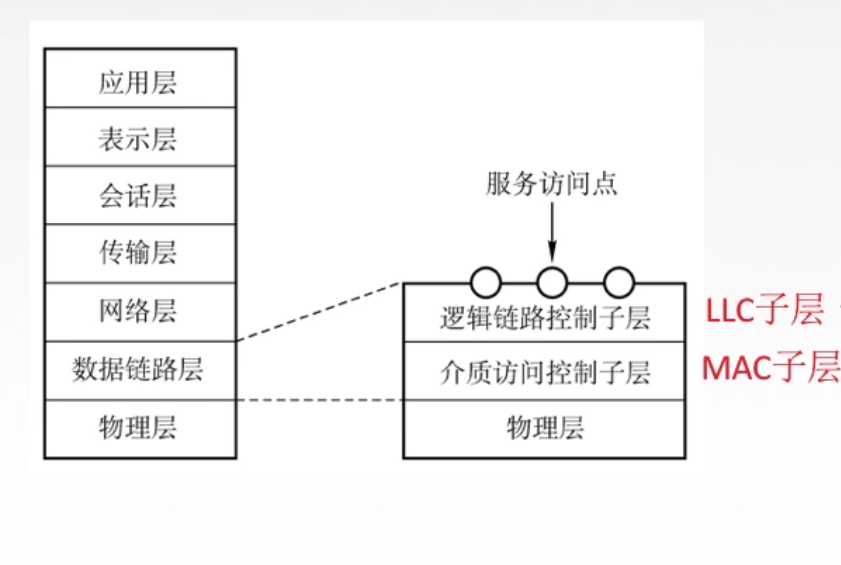 应用层
表示层
会话层
传输层
网络层
数据链路层
物理层
服务访问点
逻辑链路控制子层
LLC子层
介质访问控制子层
MAC子层
物理层